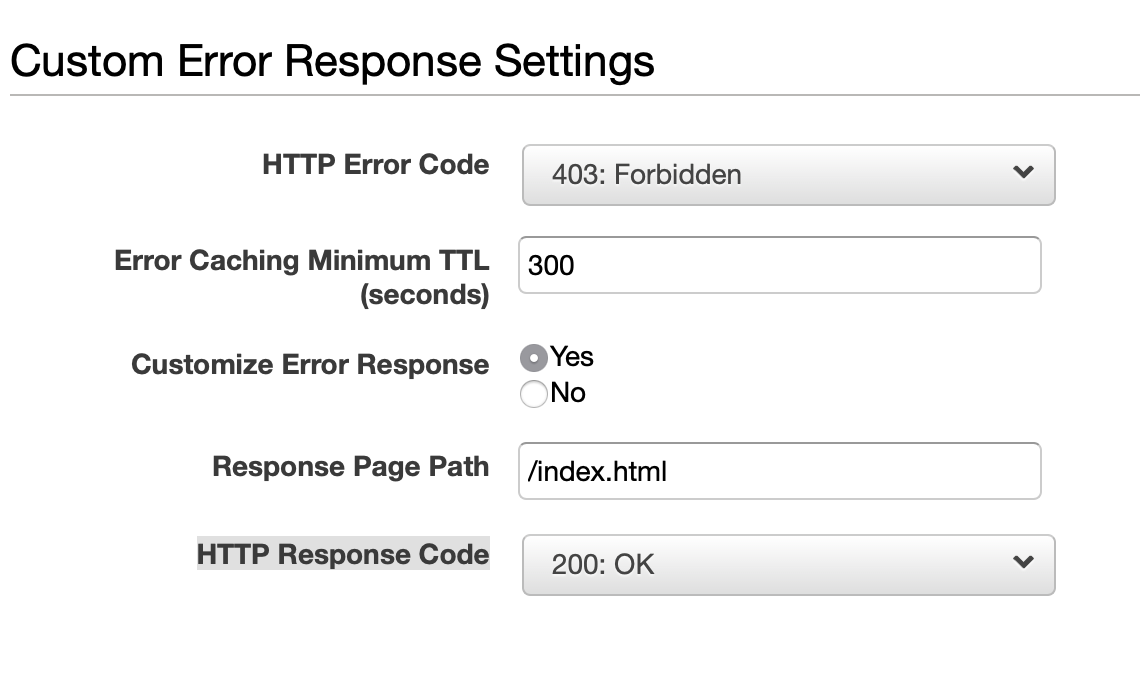 Custom Error Response Settings
HTTP Error Code
403: Forbidden
Error Caching Minimum TTL
(seconds)
300
Customize Error Response
Yes
No
Response Page Path
/index.html
HTTP Response Code
200: OK